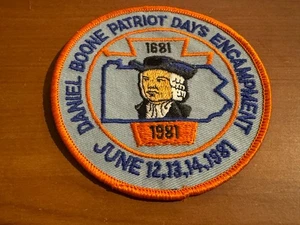 DANIEL BOONE PATRIOT DAYS ENCAMPMENT
1681
1981
JUNE 12,13,14,1981